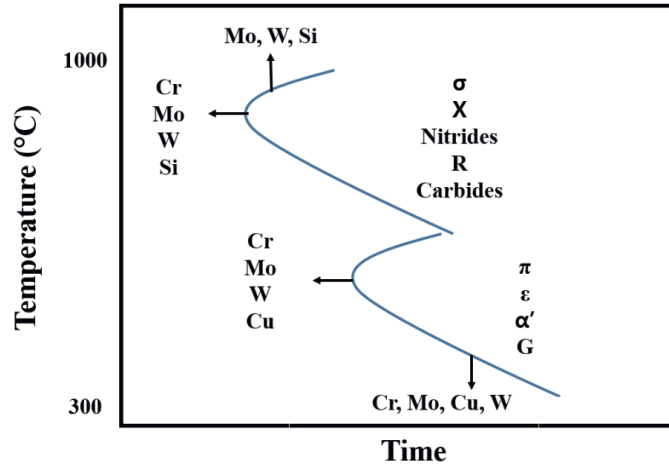 Mo, W, Si
1000
Cr
Mo
W
Si
σ
X
Nitrides
R
Carbides
Temperature (°C)
Cr
Mo
W
Cu
π
ε
α′
G
Cr, Mo, Cu, W
300
Time